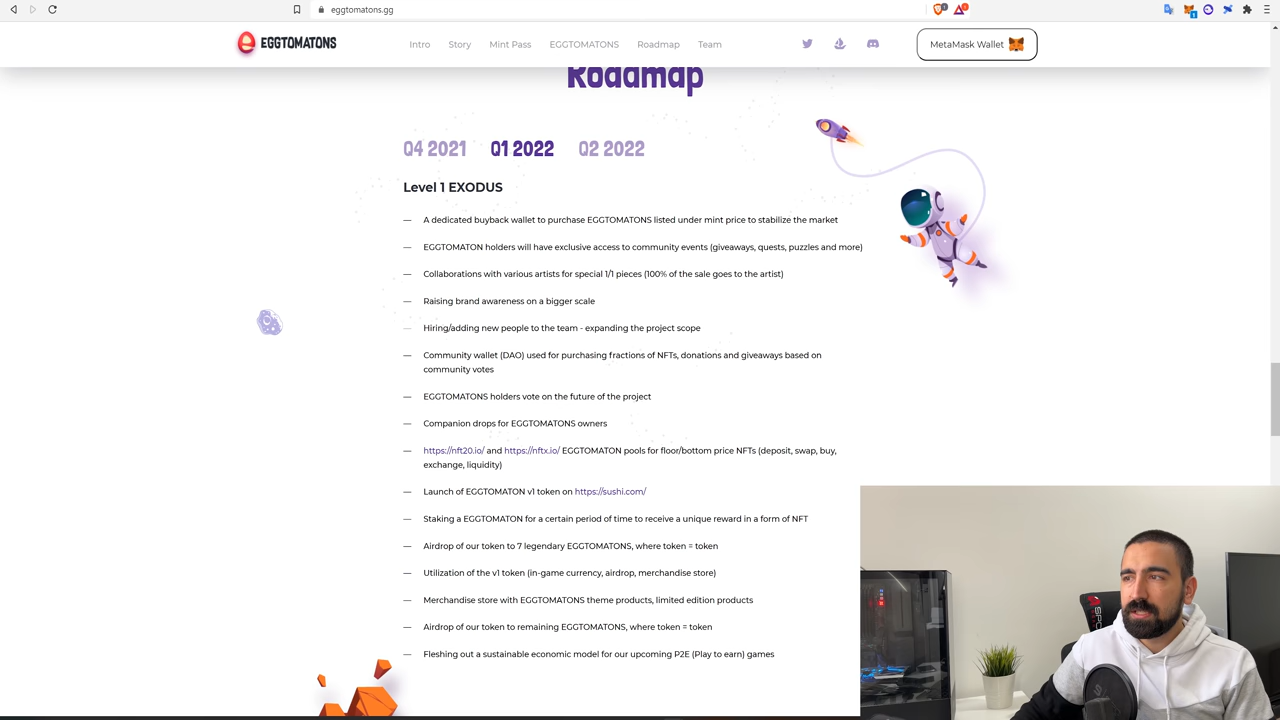 eggtomatons.gg
EGGTOMATONS
Intro
Story
Mint Pass
EGGTOMATONS
Roadmap
Team
MetaMask Wallet
Roadmap
Q4 2021
Q1 2022
Q2 2022
Level 1 EXODUS
— A dedicated buyback wallet to purchase EGGTOMATONS listed under mint price to stabilize the market
— EGGTOMATON holders will have exclusive access to community events (giveaways, quests, puzzles and more)
— Collaborations with various artists for special 1/1 pieces (100% of the sale goes to the artist)
— Raising brand awareness on a bigger scale
— Hiring/adding new people to the team - expanding the project scope
— Community wallet (DAO) used for purchasing fractions of NFTs, donations and giveaways based on
community votes
— EGGTOMATONS holders vote on the future of the project
— Companion drops for EGGTOMATONS owners
— https://nft20.io/ and https://nftx.io/ EGGTOMATON pools for floor/bottom price NFTs (deposit, swap, buy,
exchange, liquidity)
— Launch of EGGTOMATON v1 token on https://sushi.com/
— Staking a EGGTOMATON for a certain period of time to receive a unique reward in a form of NFT
— Airdrop of our token to 7 legendary EGGTOMATONS, where token = token
— Utilization of the v1 token (in-game currency, airdrop, merchandise store)
— Merchandise store with EGGTOMATONS theme products, limited edition products
— Airdrop of our token to remaining EGGTOMATONS, where token = token
— Fleshing out a sustainable economic model for our upcoming P2E (Play to earn) games